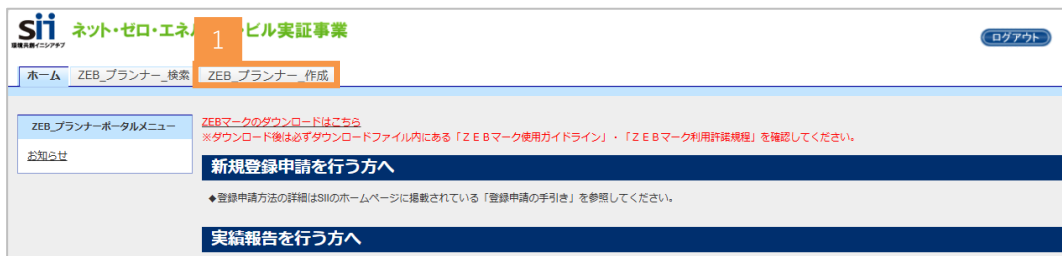 Sii ネット・ゼロ・エネ
ビル実証事業
環境共創イニシアチブ
1
ログアウト
ホーム ZEB_プランナー_検索 ZEB_プランナー_作成
ZEB_プランナーポータルメニュー
お知らせ
ZEBマークのダウンロードはこちら
※ダウンロード後は必ずダウンロードファイル内にある「ＺＥＢマーク使用ガイドライン」・「ＺＥＢマーク利用許諾規程」を確認してください。
新規登録申請を行う方へ
◆登録申請方法の詳細はSIIのホームページに掲載されている「登録申請の手引き」を参照してください。
実績報告を行う方へ